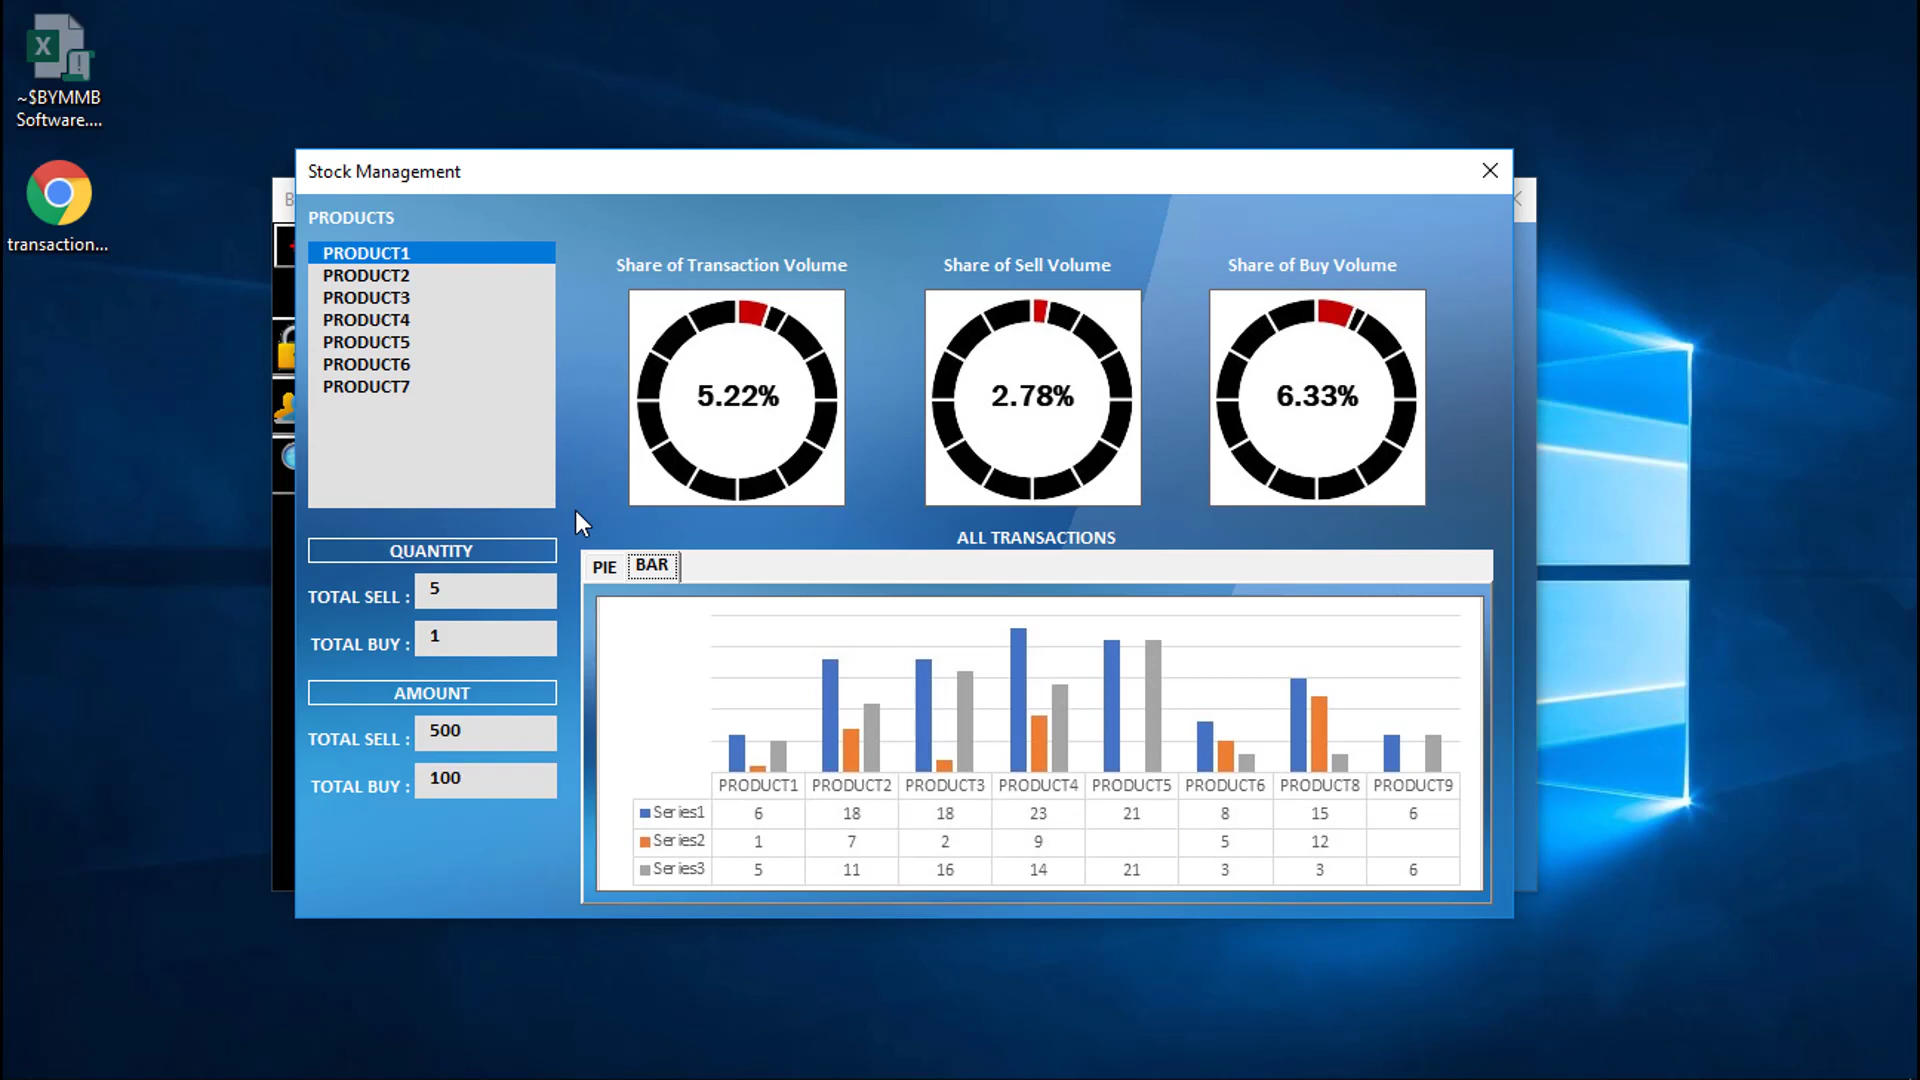 ~$BYMMB
Software....
transaction...
B
Stock Management
PRODUCTS
PRODUCT1
PRODUCT2
PRODUCT3
PRODUCT4
PRODUCT5
PRODUCT6
PRODUCT7
Share of Transaction Volume
Share of Sell Volume
Share of Buy Volume
5.22%
2.78%
6.33%
QUANTITY
TOTAL SELL : 5
TOTAL BUY : 1
AMOUNT
TOTAL SELL : 500
TOTAL BUY : 100
ALL TRANSACTIONS
PIE BAR
PRODUCT1 PRODUCT2 PRODUCT3 PRODUCT4 PRODUCT5 PRODUCT6 PRODUCT8 PRODUCT9
Series1 6 18 18 23 21 8 15 6
Series2 1 7 2 9 5 12
Series3 5 11 16 14 21 3 3 6